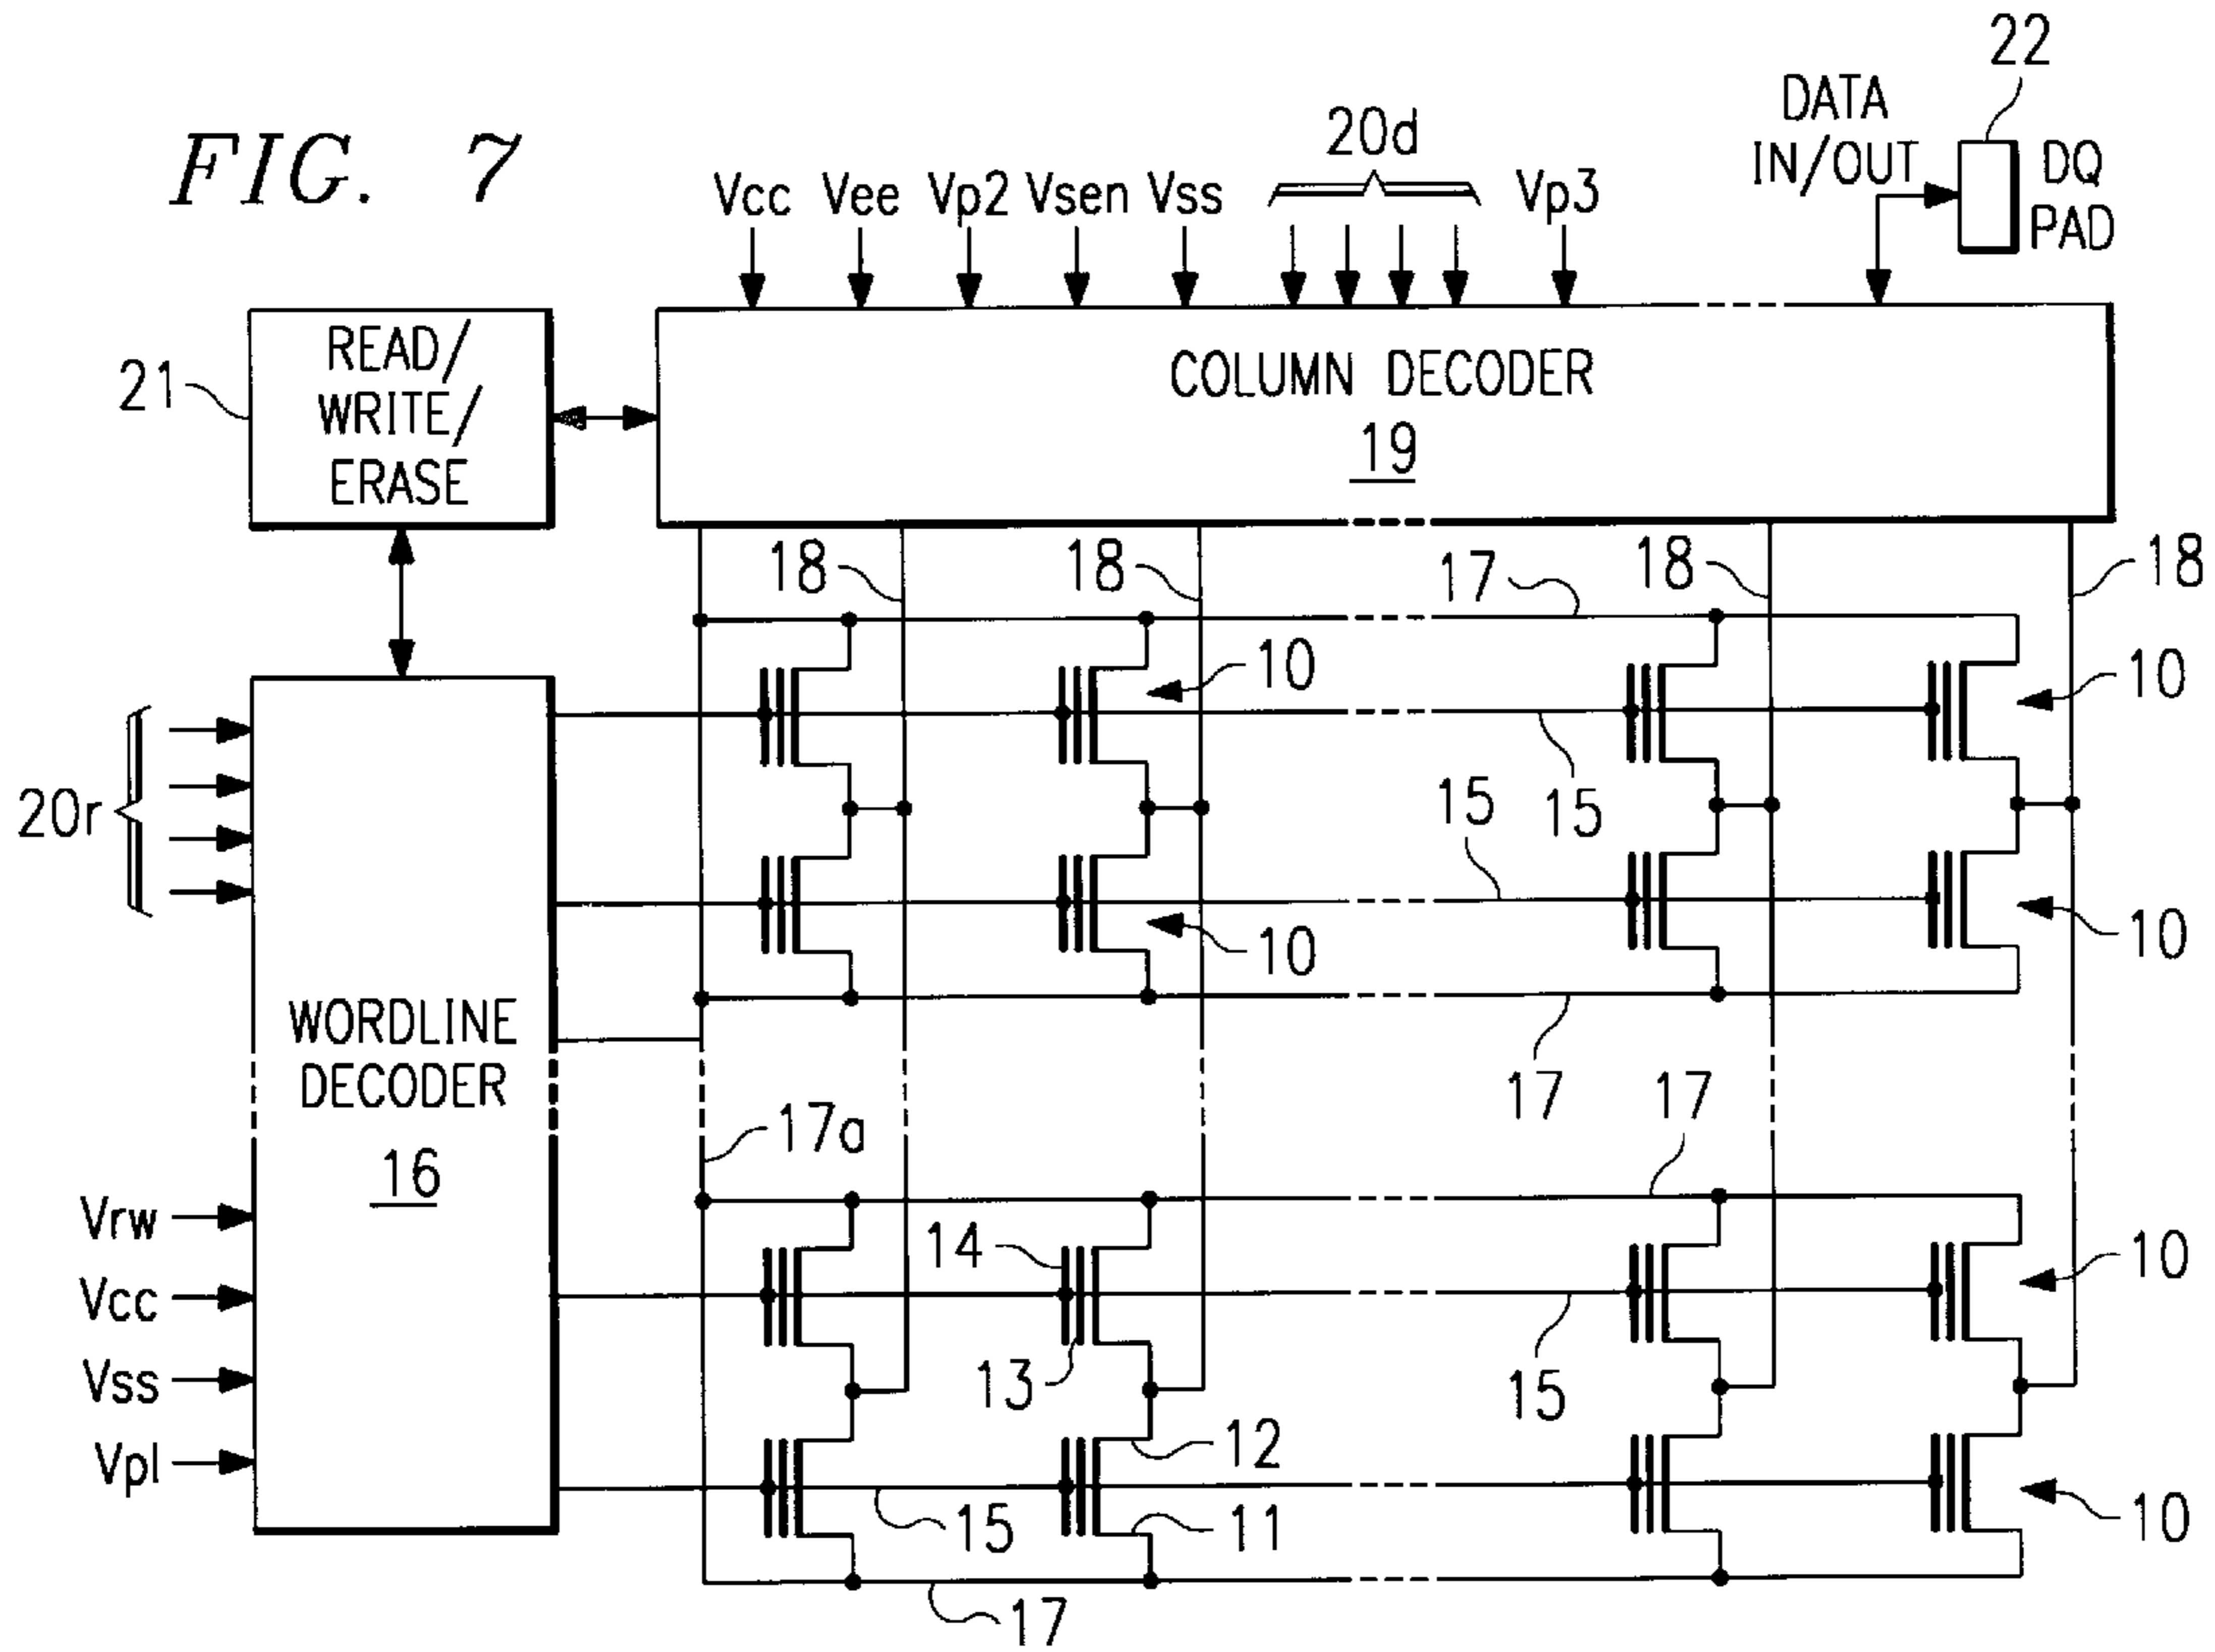 FIG. 7
Vcc Vee Vp2 Vsen Vss 20d Vp3
DATA
IN/OUT
22
DQ
PAD
21
READ/
WRITE/
ERASE
COLUMN DECODER
19
18 18 17 18 18
10 10
20r
15 15
10 10
WORDLINE
DECODER
16
17 17
17a
Vrw
Vcc
Vss
Vpl
14 10
13 15
12
15 11 10
17